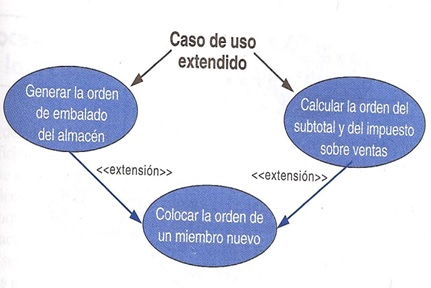 Caso de uso
extendido
Generar la orden
de embalado
del almacén
Calcular la orden del
subtotal y del impuesto
sobre ventas
<<extensión>>
<<extensión>>
Colocar la orden de
un miembro nuevo